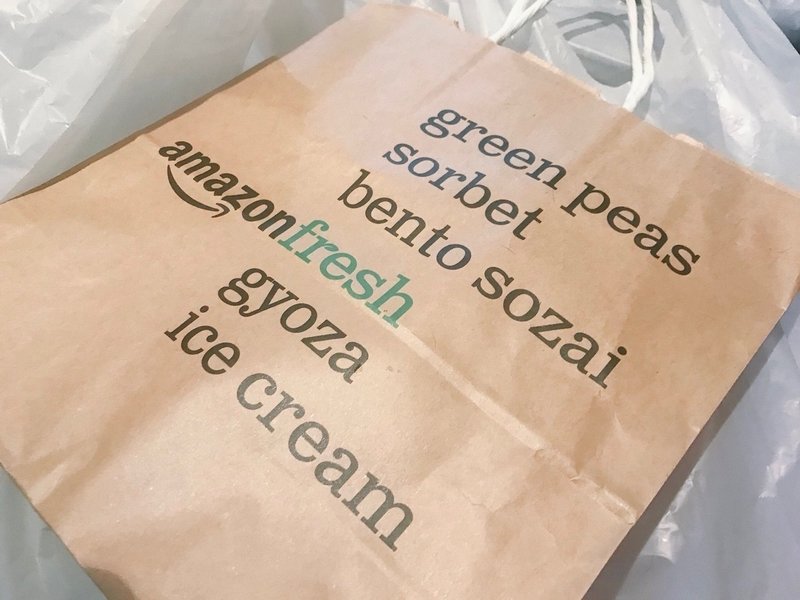 green peas
sorbet
bento sozai
amazonfresh
gyoza
ice cream